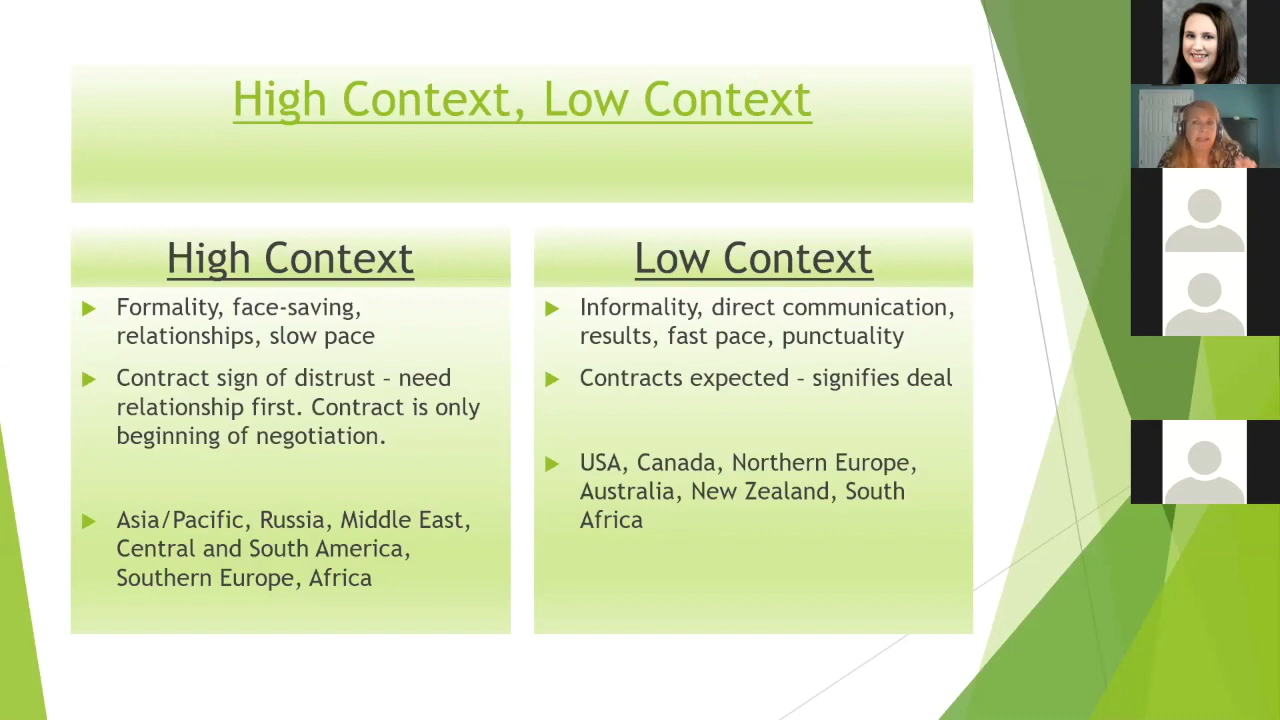 High Context, Low Context
High Context
Formality, face-saving,
relationships, slow pace
Contract sign of distrust – need
relationship first. Contract is only
beginning of negotiation.
Asia/Pacific, Russia, Middle East,
Central and South America,
Southern Europe, Africa
Low Context
Informality, direct communication,
results, fast pace, punctuality
Contracts expected – signifies deal
USA, Canada, Northern Europe,
Australia, New Zealand, South
Africa